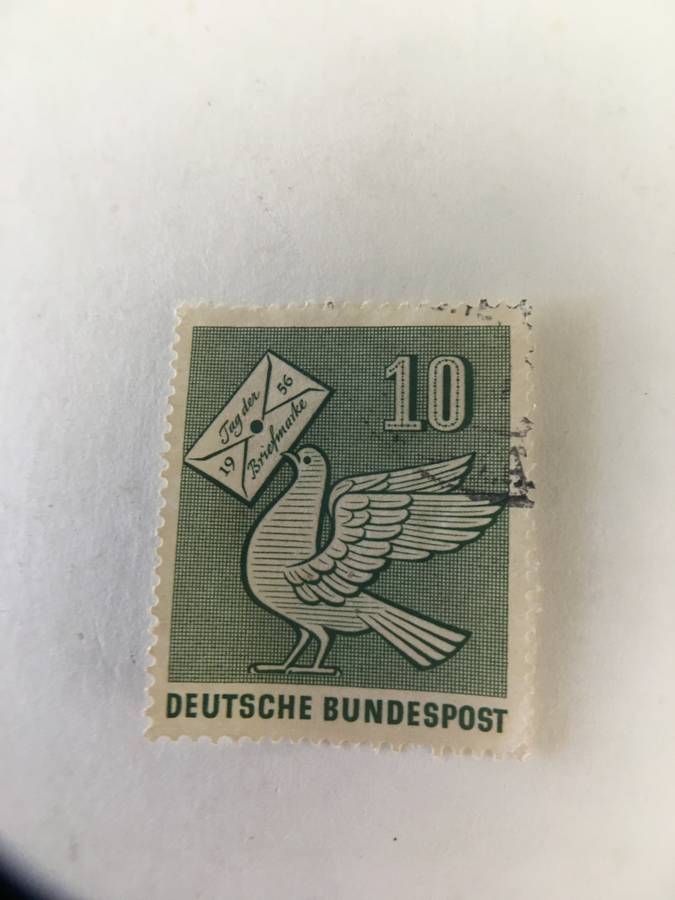 10
Tag der 56
19 Briefmarke
DEUTSCHE BUNDESPOST